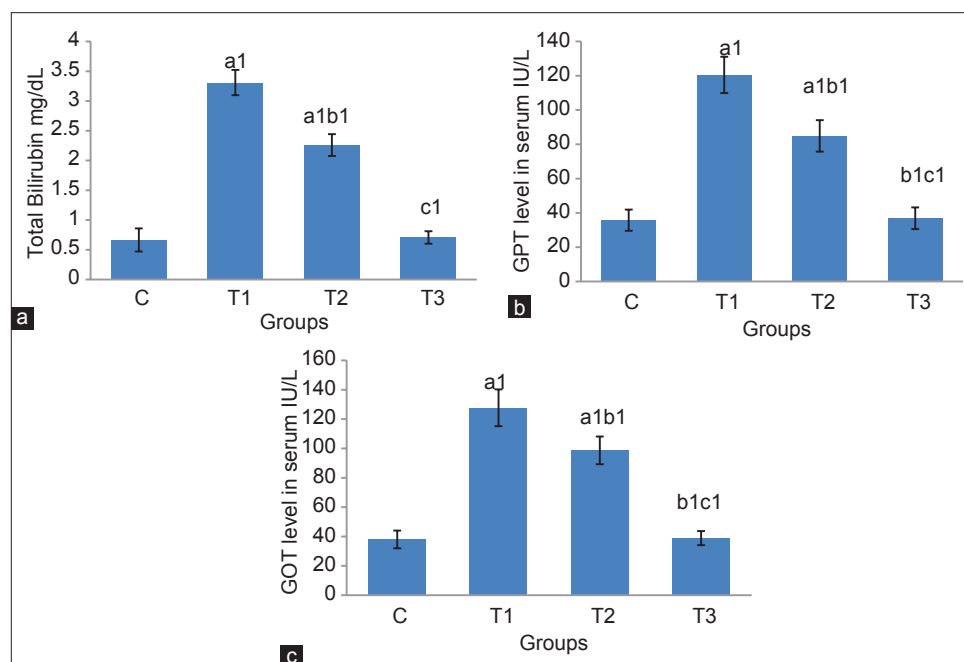 Total Bilirubin mg/dL
4
3.5
3
2.5
2
1.5
1
0.5
0
a1
a1b1
c1
C T1 T2 T3
Groups
a
GPT level in serum IU/L
140
120
100
80
60
40
20
0
a1
a1b1
b1c1
C T1 T2 T3
Groups
b
GOT level in serum IU/L
160
140
120
100
80
60
40
20
0
a1
a1b1
b1c1
C T1 T2 T3
Groups
c